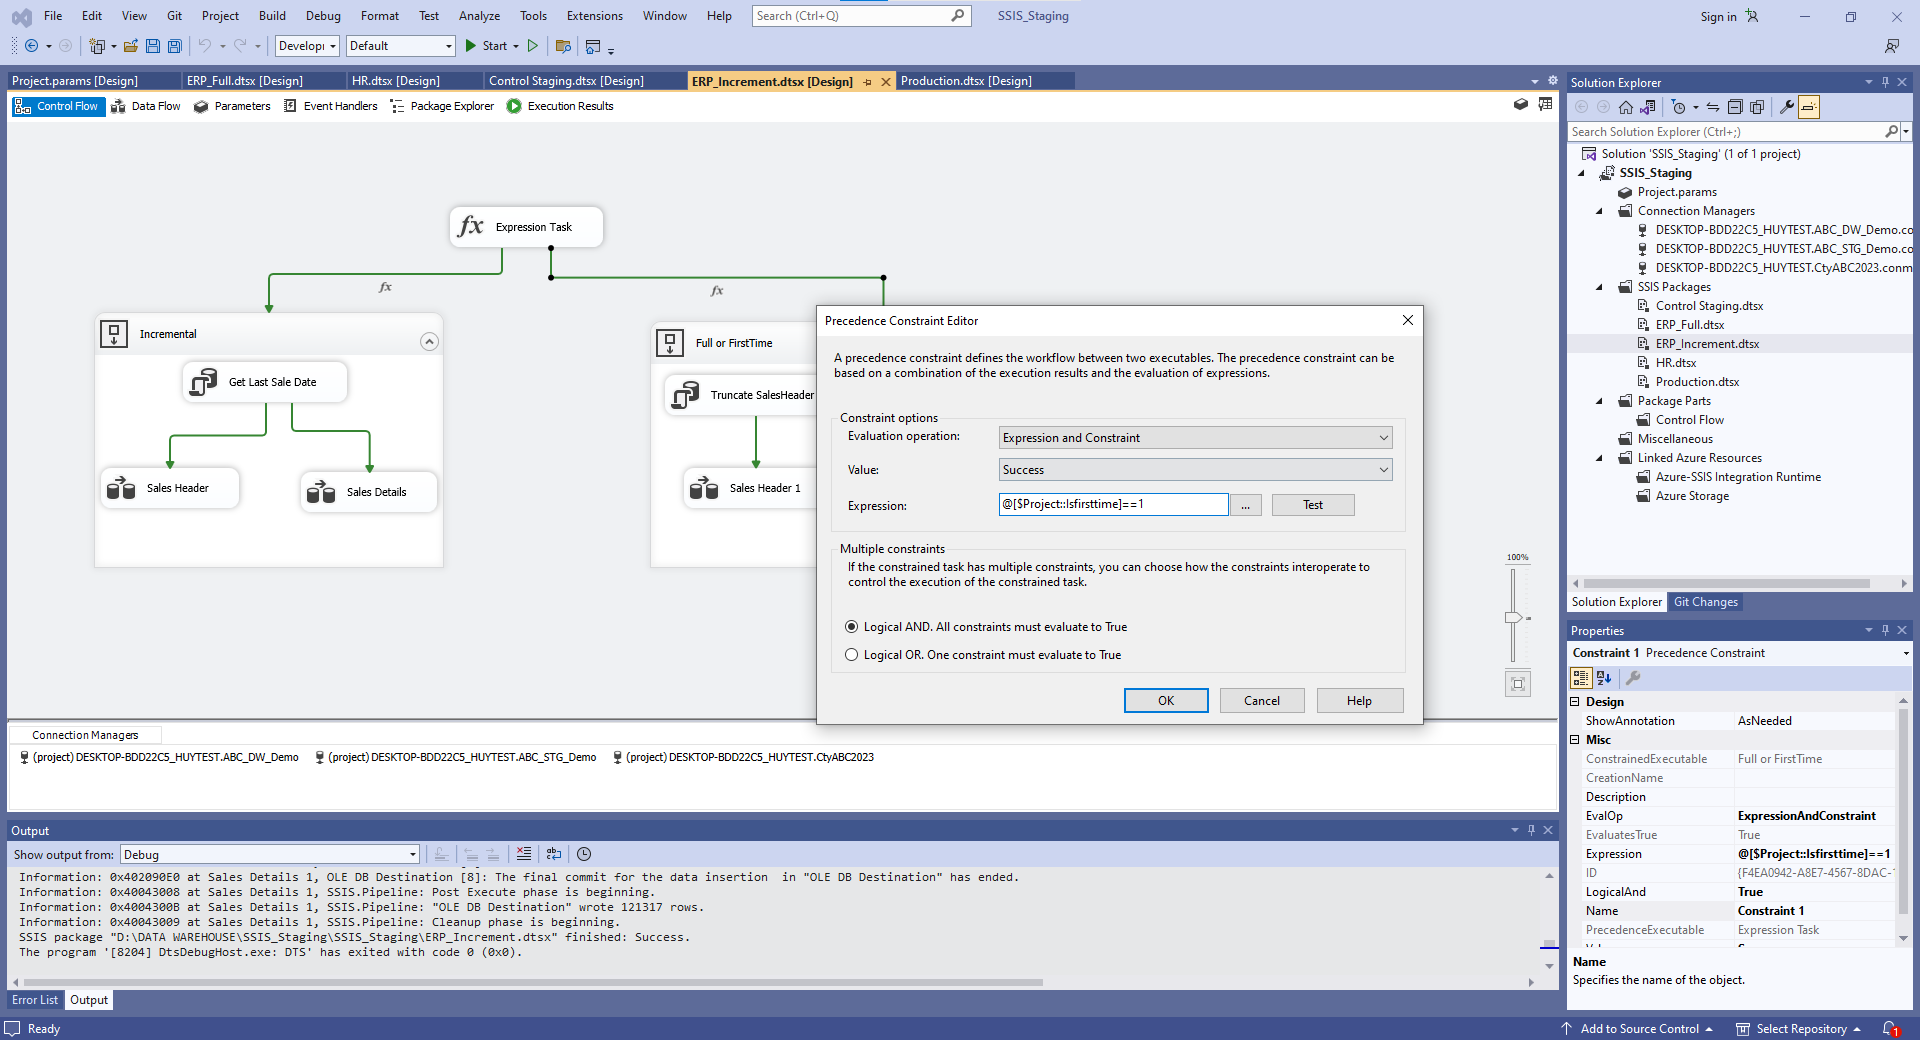 File Edit View Git Project Build Debug Format Test Analyze Tools Extensions Window Help Search (Ctrl+Q) SSIS_Staging Sign in
Developı Default Start
Project.params [Design] ERP_Full.dtsx [Design] HR.dtsx [Design] Control Staging.dtsx [Design] ERP_Increment.dtsx [Design] Production.dtsx [Design]
Control Flow Data Flow Parameters Event Handlers Package Explorer Execution Results
fx Expression Task
fx
fx
Incremental
Get Last Sale Date
Sales Header
Sales Details
Full or FirstTime
Truncate SalesHeader
Sales Header 1
Precedence Constraint Editor
A precedence constraint defines the workflow between two executables. The precedence constraint can be
based on a combination of the execution results and the evaluation of expressions.
Constraint options
Evaluation operation: Expression and Constraint
Value: Success
Expression: @[$Project::Isfirsttime]==1 ... Test
Multiple constraints
If the constrained task has multiple constraints, you can choose how the constraints interoperate to
control the execution of the constrained task.
Logical AND. All constraints must evaluate to True
Logical OR. One constraint must evaluate to True
OK Cancel Help
100%
Connection Managers
(project) DESKTOP-BDD22C5_HUYTEST.ABC_DW_Demo (project) DESKTOP-BDD22C5_HUYTEST.ABC_STG_Demo (project) DESKTOP-BDD22C5_HUYTEST.CtyABC2023
Output
Show output from: Debug
Information: 0x402090E0 at Sales Details 1, OLE DB Destination [8]: The final commit for the data insertion in "OLE DB Destination" has ended.
Information: 0x40043008 at Sales Details 1, SSIS.Pipeline: Post Execute phase is beginning.
Information: 0x4004300B at Sales Details 1, SSIS.Pipeline: "OLE DB Destination" wrote 121317 rows.
Information: 0x40043009 at Sales Details 1, SSIS.Pipeline: Cleanup phase is beginning.
SSIS package "D:\DATA WAREHOUSE\SSIS_Staging\SSIS_Staging\ERP_Increment.dtsx" finished: Success.
The program '[8204] DtsDebugHost.exe: DTS' has exited with code 0 (0x0).
Error List Output
Solution Explorer
Search Solution Explorer (Ctrl+;)
Solution 'SSIS_Staging' (1 of 1 project)
SSIS_Staging
Project.params
Connection Managers
DESKTOP-BDD22C5_HUYTEST.ABC_DW_Demo.co
DESKTOP-BDD22C5_HUYTEST.ABC_STG_Demo.co
DESKTOP-BDD22C5_HUYTEST.CtyABC2023.conm
SSIS Packages
Control Staging.dtsx
ERP_Full.dtsx
ERP_Increment.dtsx
HR.dtsx
Production.dtsx
Package Parts
Control Flow
Miscellaneous
Linked Azure Resources
Azure-SSIS Integration Runtime
Azure Storage
Solution Explorer Git Changes
Properties
Constraint 1 Precedence Constraint
Design
ShowAnnotation AsNeeded
Misc
ConstrainedExecutable Full or FirstTime
CreationName
Description
EvalOp ExpressionAndConstraint
EvaluatesTrue True
Expression @[$Project::Isfirsttime]==1
ID {F4EA0942-A8E7-4567-8DAC-1
LogicalAnd True
Name Constraint 1
PrecedenceExecutable Expression Task
Name
Specifies the name of the object.
Ready Add to Source Control Select Repository 1